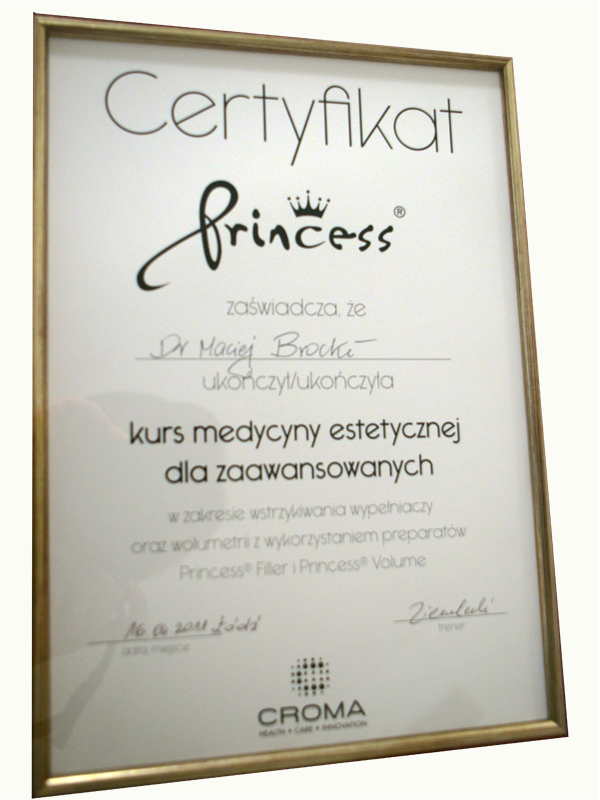 Certyfikat
Princess®
zaświadcza, że
Dr Maciej Brocki
ukończył/ukończyła
kurs medycyny estetycznej
dla zaawansowanych
w zakresie wstrzykiwania wypełniaczy
oraz wolumetrii z wykorzystaniem preparatów
Princess® Filler i Princess® Volume
16 04 2011 Łódź
data, miejsce
trener
CROMA
HEALTH + CARE + INNOVATION